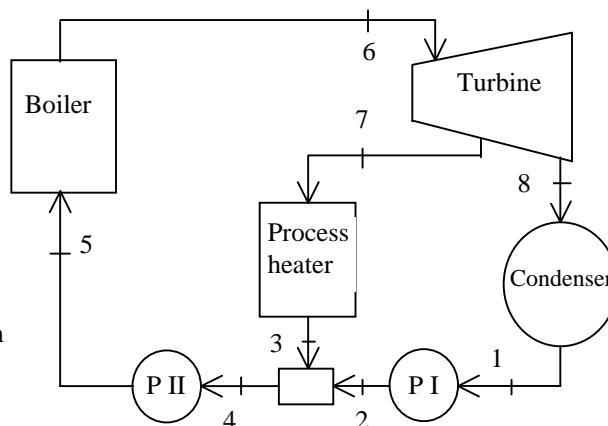 6
Turbine
Boiler
7
8
5
Process
heater
Condenser
n
3
1
P II
P I
4
2